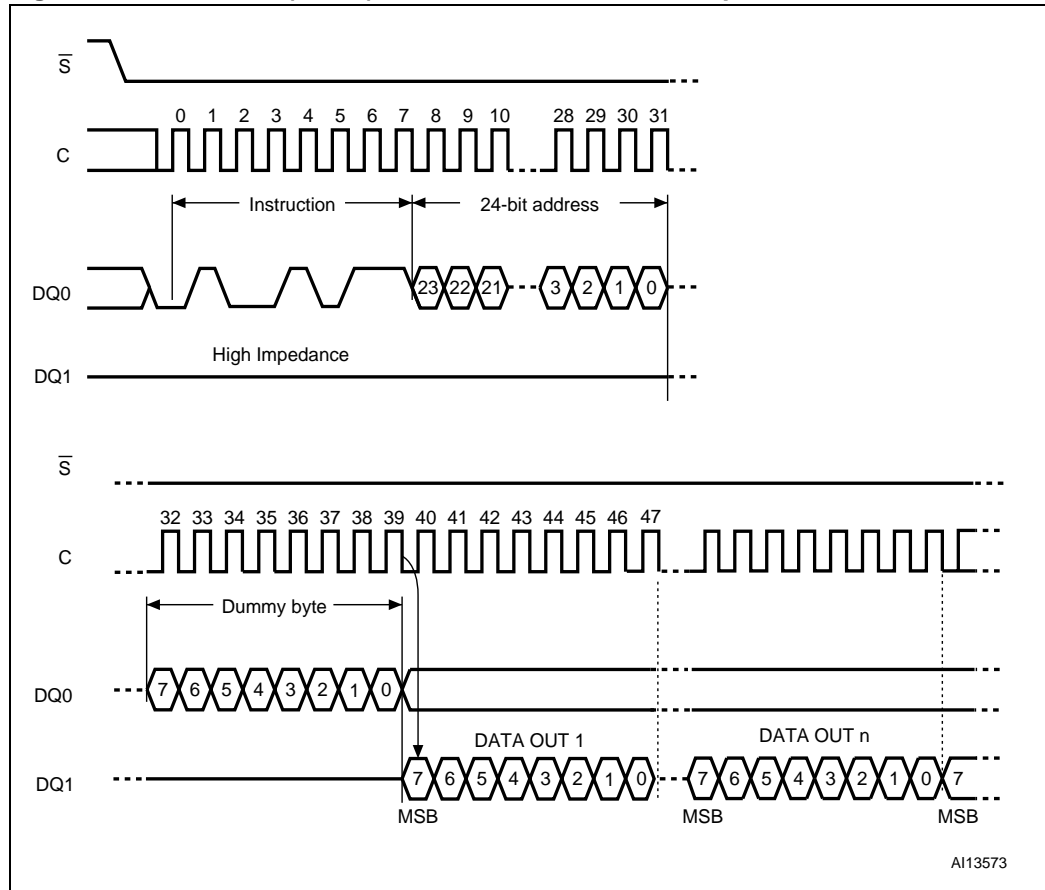 S
0 1 2 3 4 5 6 7 8 9 10 28 29 30 31
C
Instruction 24-bit address
DQ0 23 22 21 3 2 1 0
High Impedance
DQ1
S
32 33 34 35 36 37 38 39 40 41 42 43 44 45 46 47
C
Dummy byte
DQ0 7 6 5 4 3 2 1 0
DATA OUT 1 DATA OUT n
DQ1 7 6 5 4 3 2 1 0 7 6 5 4 3 2 1 0 7
MSB MSB MSB
AI13573